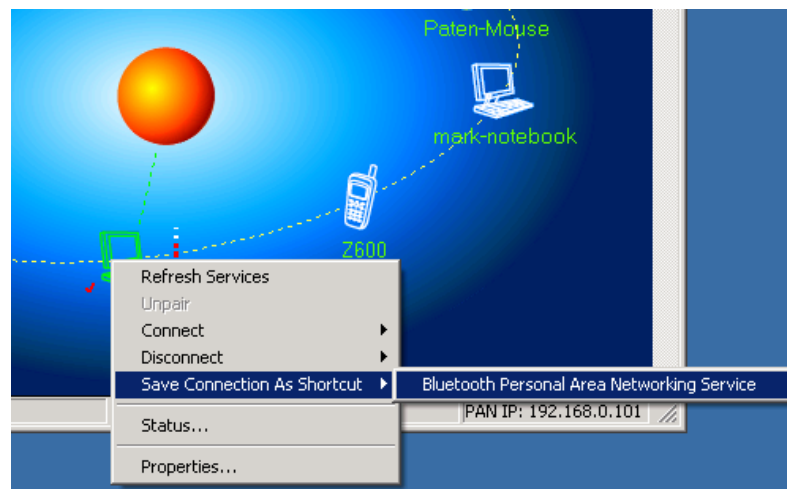 Paten-Mouse
mark-notebook
Z600
Refresh Services
Unpair
Connect
Disconnect
Save Connection As Shortcut
Bluetooth Personal Area Networking Service
PAN IP: 192.168.0.101
Status...
Properties...